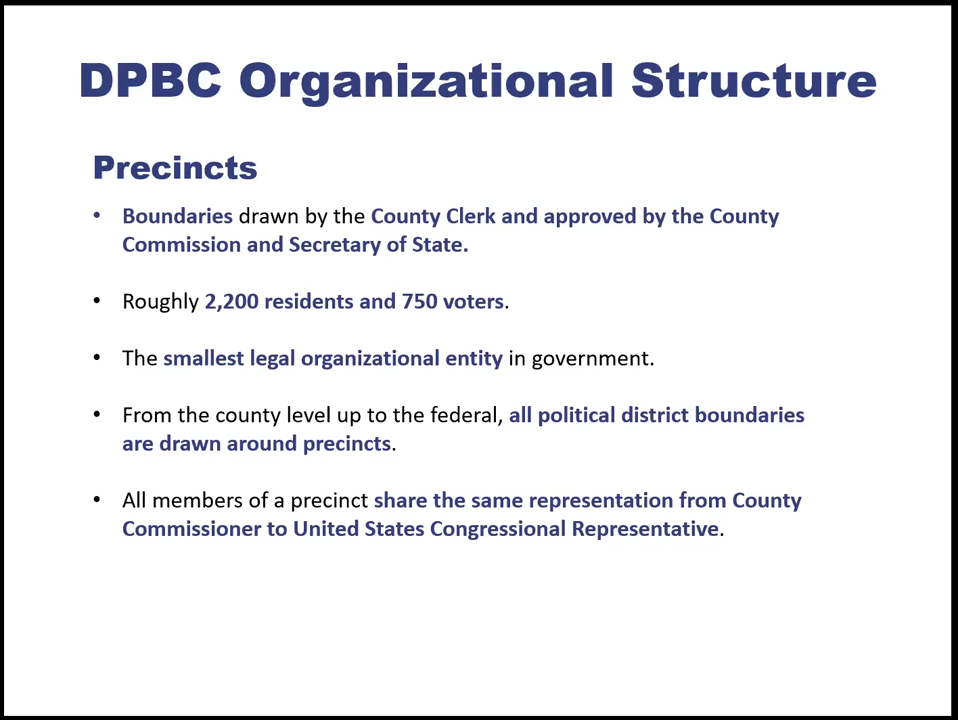 DPBC Organizational Structure
Precincts
• Boundaries drawn by the County Clerk and approved by the County
Commission and Secretary of State.
• Roughly 2,200 residents and 750 voters.
• The smallest legal organizational entity in government.
• From the county level up to the federal, all political district boundaries
are drawn around precincts.
• All members of a precinct share the same representation from County
Commissioner to United States Congressional Representative.